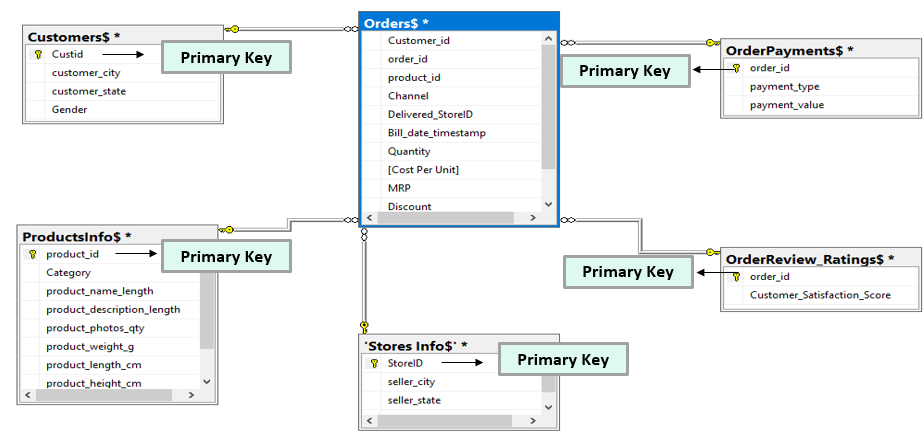 Customers$ *
Custid
customer_city
customer_state
Gender
Primary Key
Orders$ *
Customer_id
order_id
product_id
Channel
Delivered_StoreID
Bill_date_timestamp
Quantity
[Cost Per Unit]
MRP
Discount
OrderPayments$ *
order_id
payment_type
payment_value
Primary Key
ProductsInfo$ *
product_id
Category
product_name_length
product_description_length
product_photos_qty
product_weight_g
product_length_cm
product_height_cm
Primary Key
'Stores Info$' *
StoreID
seller_city
seller_state
Primary Key
OrderReview_Ratings$ *
order_id
Customer_Satisfaction_Score
Primary Key